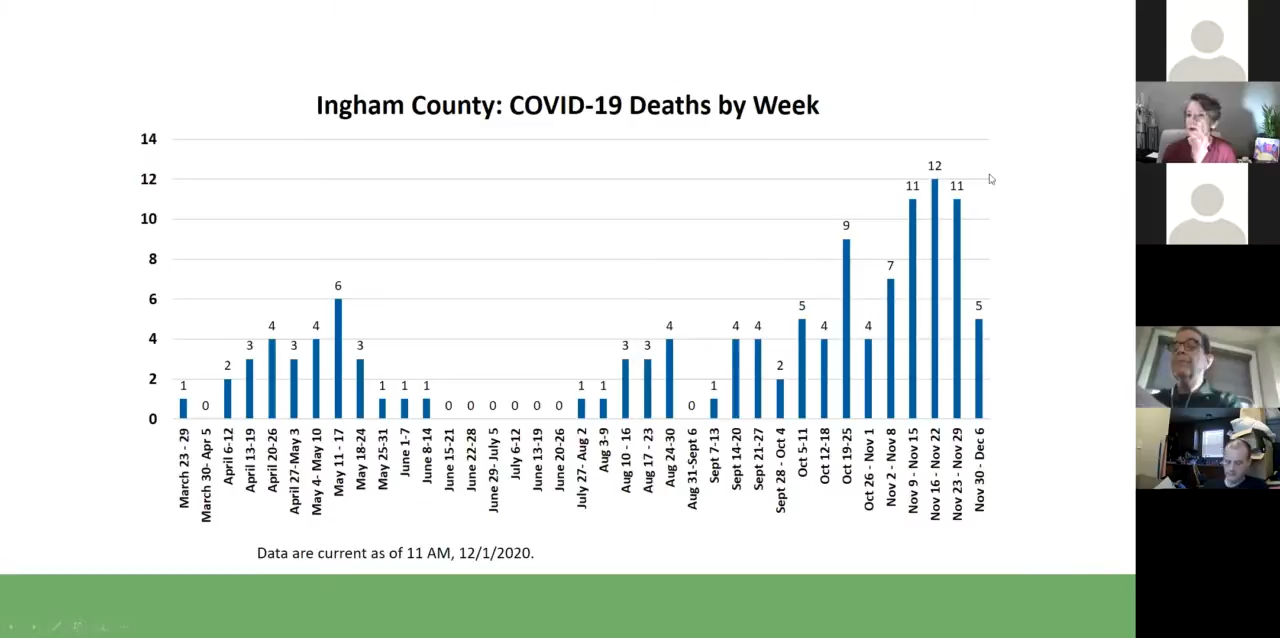 Ingham County: COVID-19 Deaths by Week
14
12
10
8
6
4
2
0
1
0
2
3
4
3
4
6
3
1
1
1
0
0
0
0
0
0
1
1
3
3
4
0
1
4
4
2
5
4
9
4
7
11
12
11
5
March 23 - 29
March 30- Apr 5
April 6-12
April 13-19
April 20-26
April 27-May 3
May 4- May 10
May 11 - 17
May 18-24
May 25-31
June 1-7
June 8-14
June 15-21
June 22-28
June 29- July 5
July 6-12
June 13-19
June 20-26
July 27- Aug 2
Aug 3-9
Aug 10 - 16
Aug 17 - 23
Aug 24-30
Aug 31-Sept 6
Sept 7-13
Sept 14-20
Sept 21-27
Sept 28 - Oct 4
Oct 5-11
Oct 12-18
Oct 19-25
Oct 26 - Nov 1
Nov 2 - Nov 8
Nov 9 - Nov 15
Nov 16 - Nov 22
Nov 23 - Nov 29
Nov 30 - Dec 6
Data are current as of 11 AM, 12/1/2020.